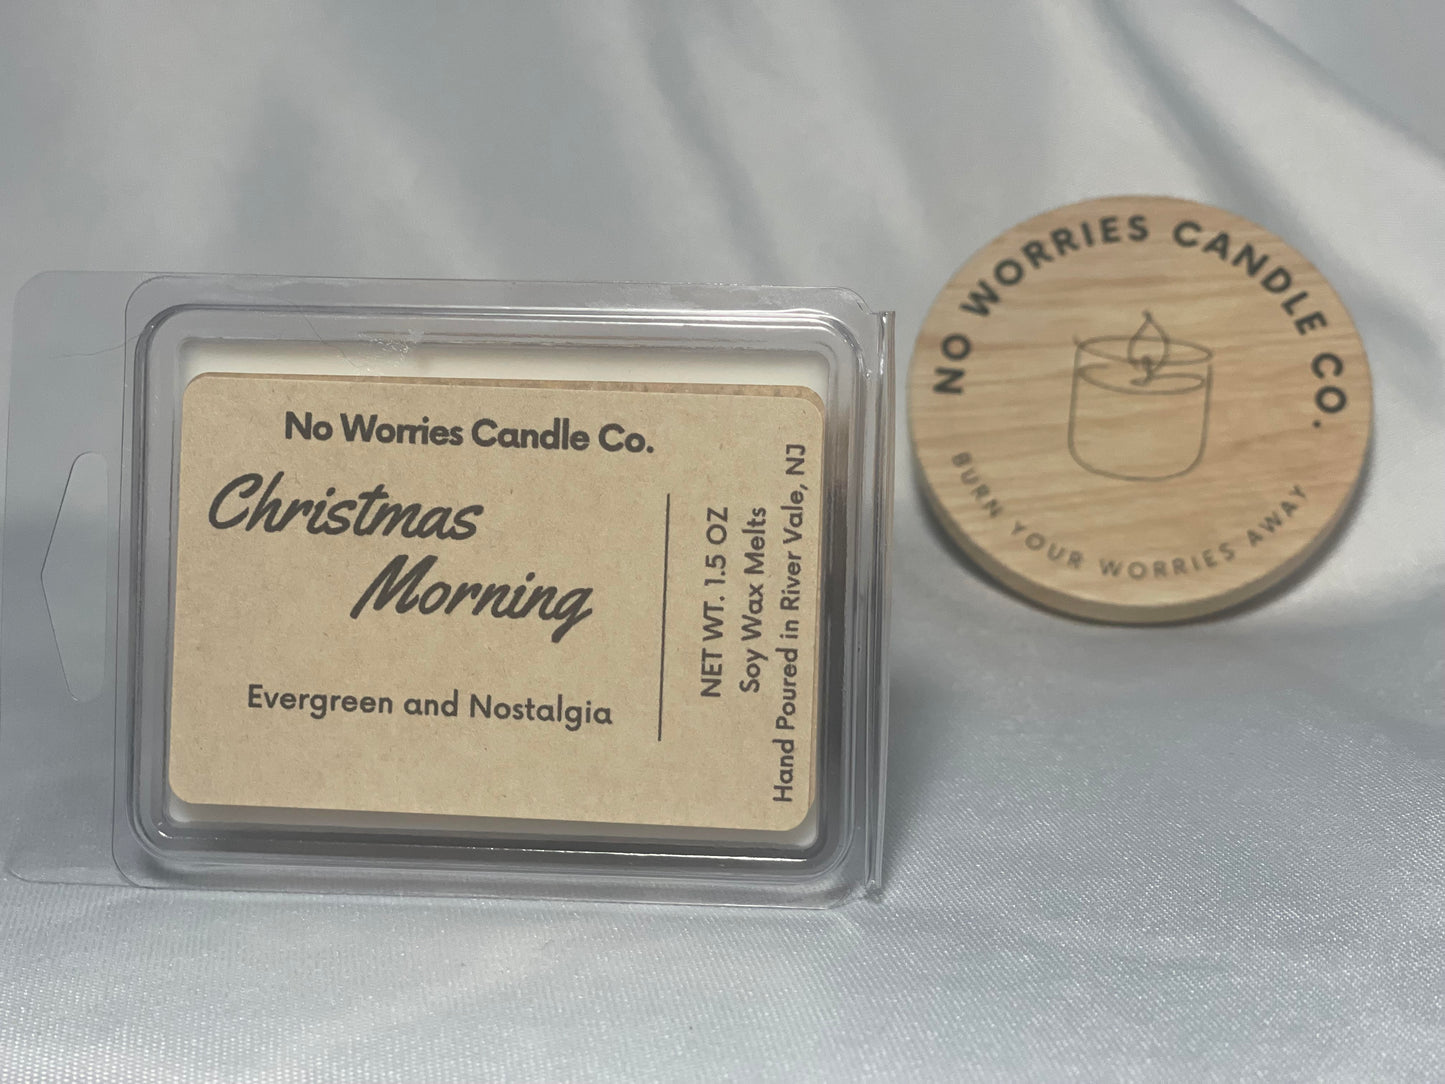 No Worries Candle Co.
Christmas
Morning
Evergreen and Nostalgia
NET WT. 1.5 OZ
Soy Wax Melts
Hand Poured in River Vale, NJ
NO WORRIES CANDLE CO.
BURN YOUR WORRIES AWAY